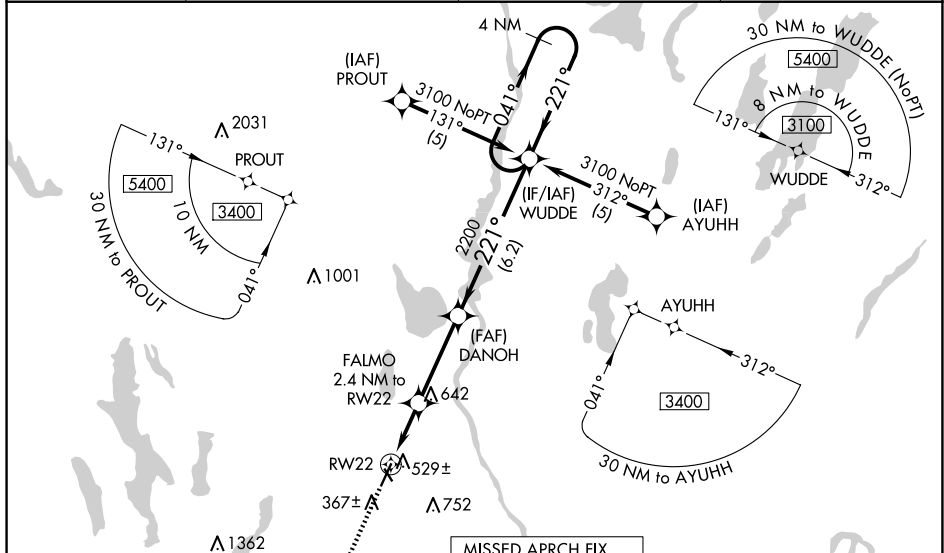 4 NM
(IAF)
PROUT
3100 NoPT
131°
(5)
041°
221°
30 NM to WUDDE (NoPT)
5400
8 NM to WUDDE
3100
131°
312°
WUDDE
2031
131°
PROUT
5400
3400
10 NM
30 NM to PROUT
041°
3100 NoPT
312°
(5)
(IF/IAF)
WUDDE
(IAF)
AYUHH
2200
221°
(6.2)
1001
(FAF)
DANOH
AYUHH
312°
041°
3400
30 NM to AYUHH
FALMO
2.4 NM to
RW22
642
RW22
529±
367±
752
1362
MISSED APRCH FIX